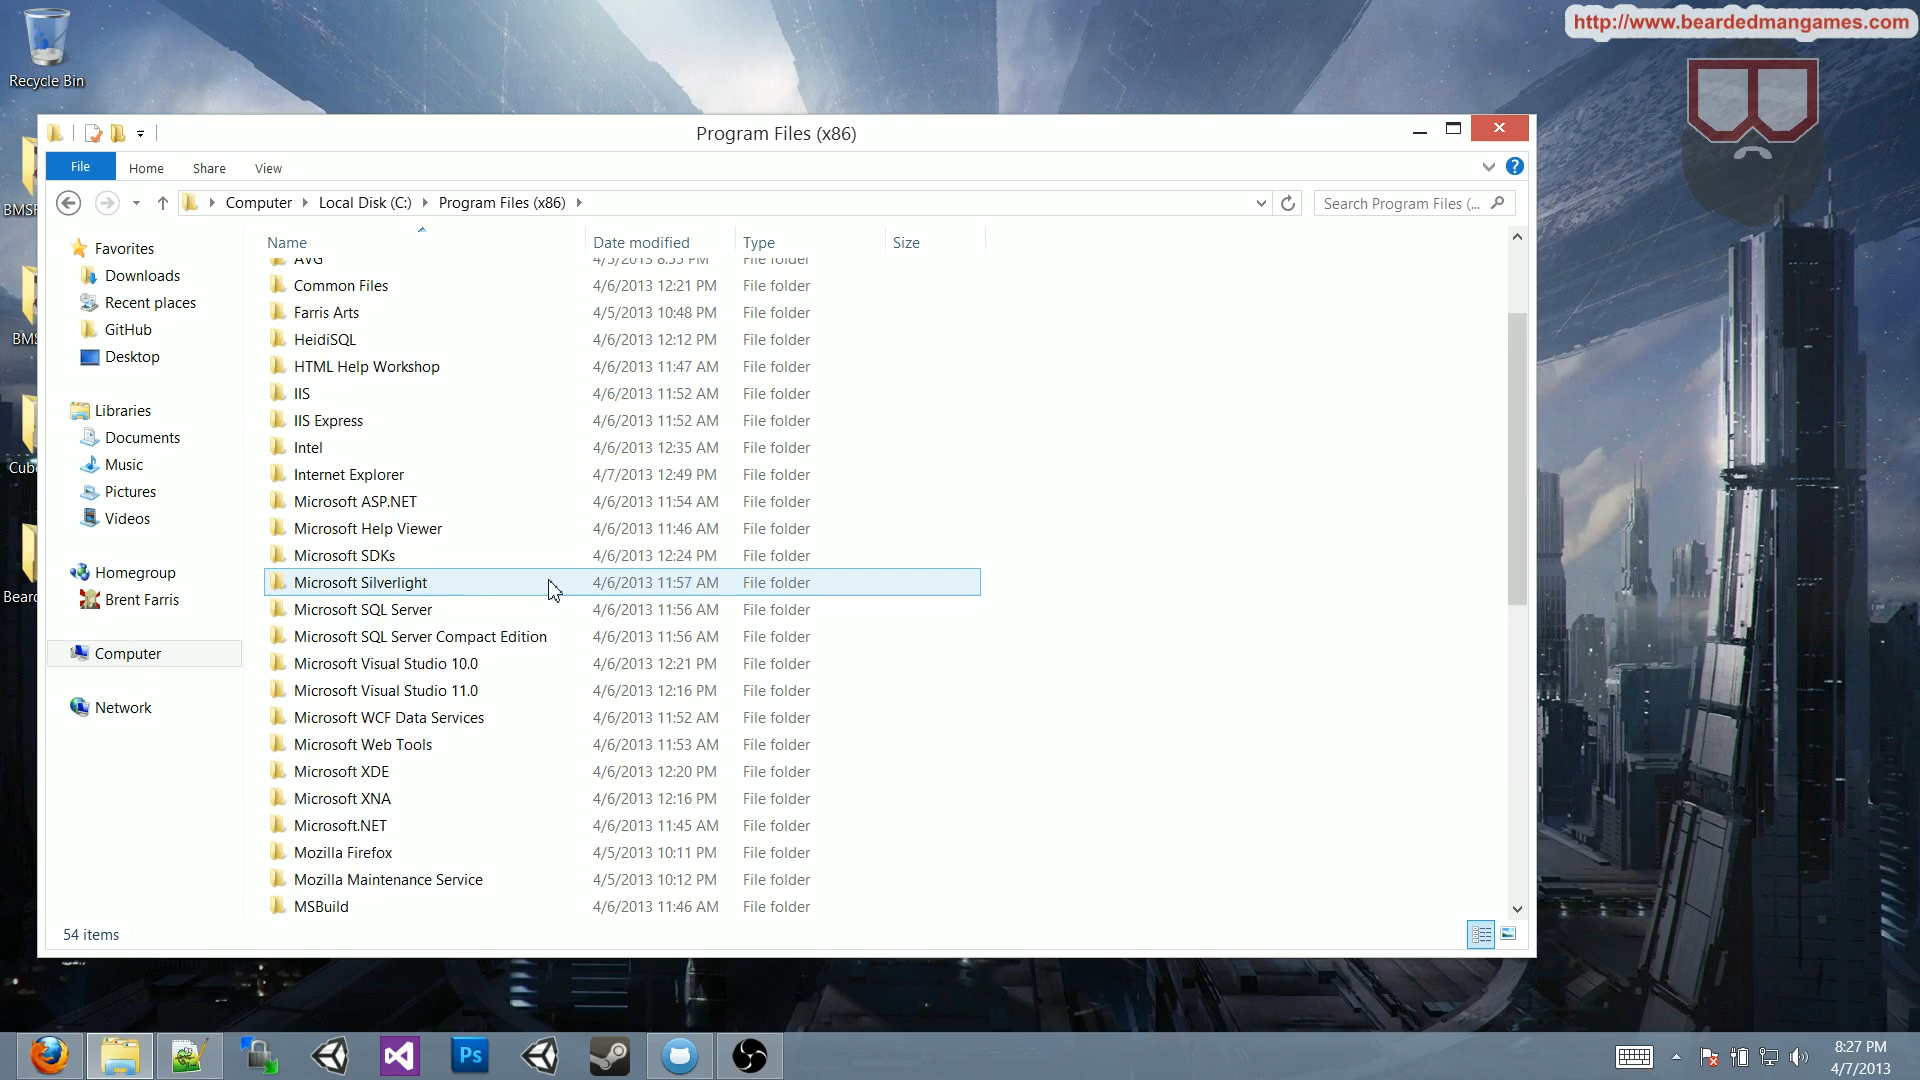 http://www.beardedmangames.com
Recycle Bin
Program Files (x86)
File Home Share View
Computer Local Disk (C:) Program Files (x86)
Search Program Files (...
Name Date modified Type Size
AVG 4/5/2013 8:55 PM File folder
Common Files 4/6/2013 12:21 PM File folder
Farris Arts 4/5/2013 10:48 PM File folder
HeidiSQL 4/6/2013 12:12 PM File folder
HTML Help Workshop 4/6/2013 11:47 AM File folder
IIS 4/6/2013 11:52 AM File folder
IIS Express 4/6/2013 11:52 AM File folder
Intel 4/6/2013 12:35 AM File folder
Internet Explorer 4/7/2013 12:49 PM File folder
Microsoft ASP.NET 4/6/2013 11:54 AM File folder
Microsoft Help Viewer 4/6/2013 11:46 AM File folder
Microsoft SDKs 4/6/2013 12:24 PM File folder
Microsoft Silverlight 4/6/2013 11:57 AM File folder
Microsoft SQL Server 4/6/2013 11:56 AM File folder
Microsoft SQL Server Compact Edition 4/6/2013 11:56 AM File folder
Microsoft Visual Studio 10.0 4/6/2013 12:21 PM File folder
Microsoft Visual Studio 11.0 4/6/2013 12:16 PM File folder
Microsoft WCF Data Services 4/6/2013 11:52 AM File folder
Microsoft Web Tools 4/6/2013 11:53 AM File folder
Microsoft XDE 4/6/2013 12:20 PM File folder
Microsoft XNA 4/6/2013 12:16 PM File folder
Microsoft.NET 4/6/2013 11:45 AM File folder
Mozilla Firefox 4/5/2013 10:11 PM File folder
Mozilla Maintenance Service 4/5/2013 10:12 PM File folder
MSBuild 4/6/2013 11:46 AM File folder
Favorites
Downloads
Recent places
GitHub
Desktop
Libraries
Documents
Music
Pictures
Videos
Homegroup
Brent Farris
Computer
Network
54 items
Ps
8:27 PM
4/7/2013